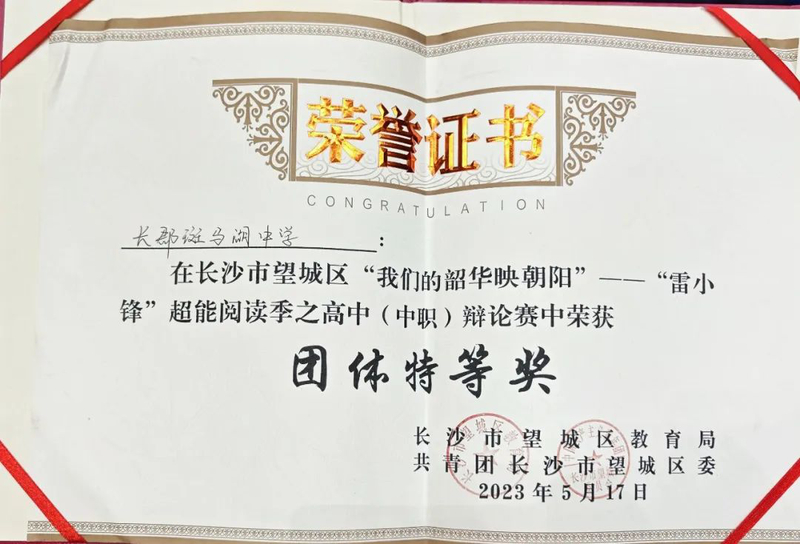 荣誉证书
CONGRATULATION
长郡斑马湖中学：
在长沙市望城区“我们的韶华映朝阳”——“雷小
锋”超能阅读季之高中（中职）辩论赛中荣获
团体特等奖
长沙市望城区教育局
共青团长沙市望城区委
2023年5月17日